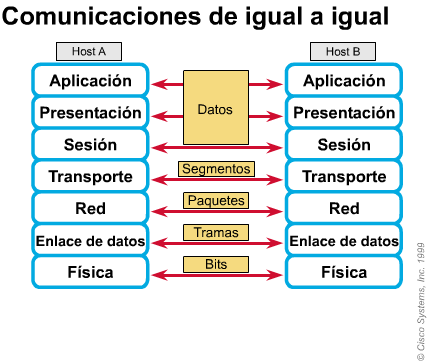 Comunicaciones de igual a igual
Host A
Host B
Aplicación
Aplicación
Presentación
Datos
Presentación
Sesión
Sesión
Transporte
Segmentos
Transporte
Red
Paquetes
Red
Enlace de datos
Tramas
Enlace de datos
Física
Bits
Física
© Cisco Systems, Inc. 1999